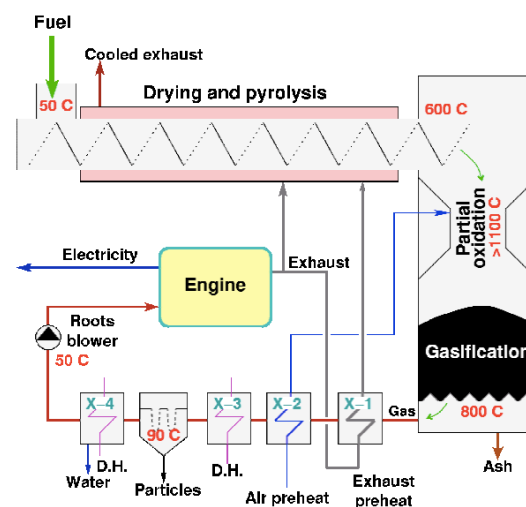 Fuel
Cooled exhaust
Drying and pyrolysis
50 C
600 C
Partial
oxidation
>1100 C
Electricity
Exhaust
Engine
Roots
blower
50 C
Gasification
X-4
X-3
X-2
X-1
Gas
90 C
800 C
D.H.
D.H.
Water
Particles
AIr preheat
Exhaust
preheat
Ash